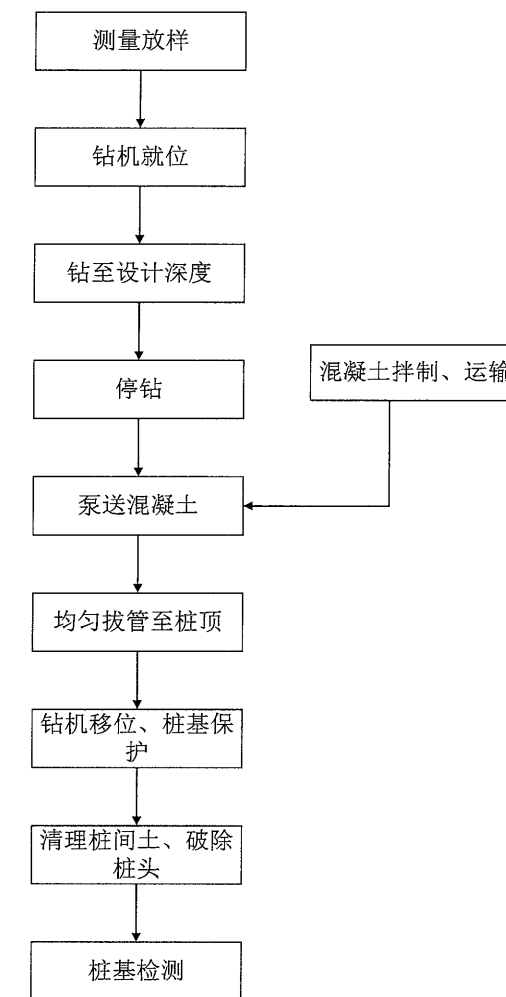 测量放样
钻机就位
钻至设计深度
停钻
混凝土拌制、运输
泵送混凝土
均匀拔管至桩顶
钻机移位、桩基保
护
清理桩间土、破除
桩头
桩基检测